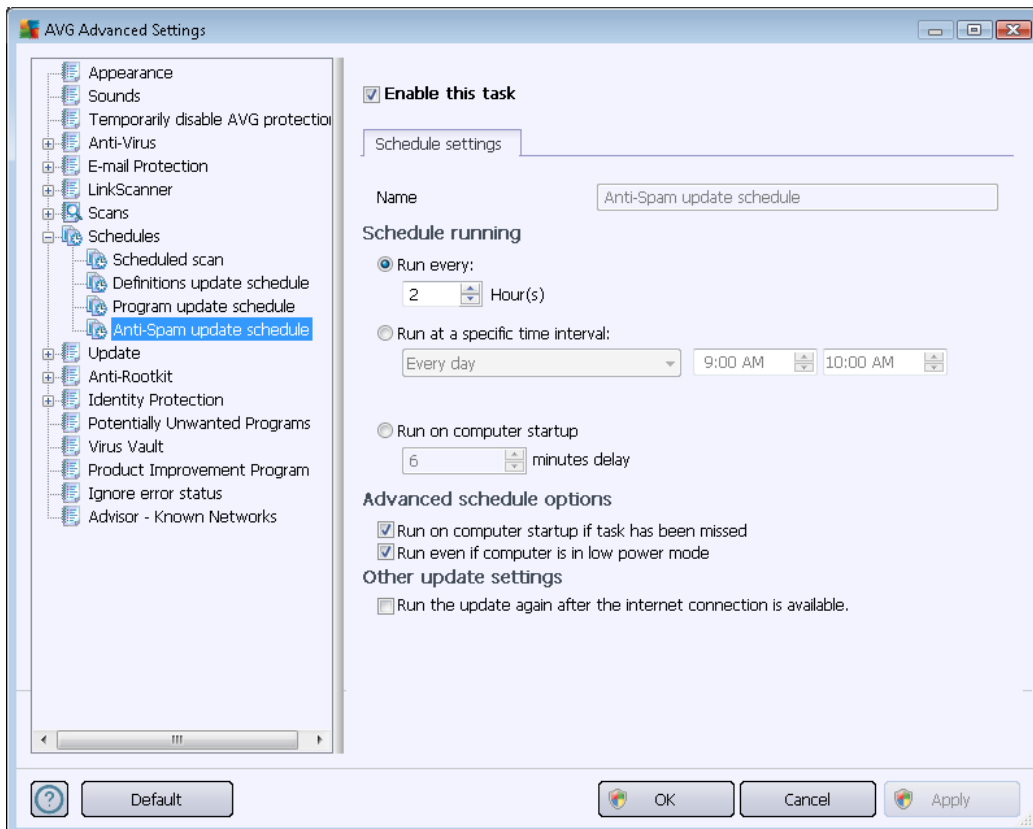 AVG Advanced Settings
Appearance
Sounds
Temporarily disable AVG protection
Anti-Virus
E-mail Protection
LinkScanner
Scans
Schedules
Scheduled scan
Definitions update schedule
Program update schedule
Anti-Spam update schedule
Update
Anti-Rootkit
Identity Protection
Potentially Unwanted Programs
Virus Vault
Product Improvement Program
Ignore error status
Advisor - Known Networks
Enable this task
Schedule settings
Name Anti-Spam update schedule
Schedule running
Run every:
2 Hour(s)
Run at a specific time interval:
Every day 9:00 AM 10:00 AM
Run on computer startup
6 minutes delay
Advanced schedule options
Run on computer startup if task has been missed
Run even if computer is in low power mode
Other update settings
Run the update again after the internet connection is available.
? Default OK Cancel Apply